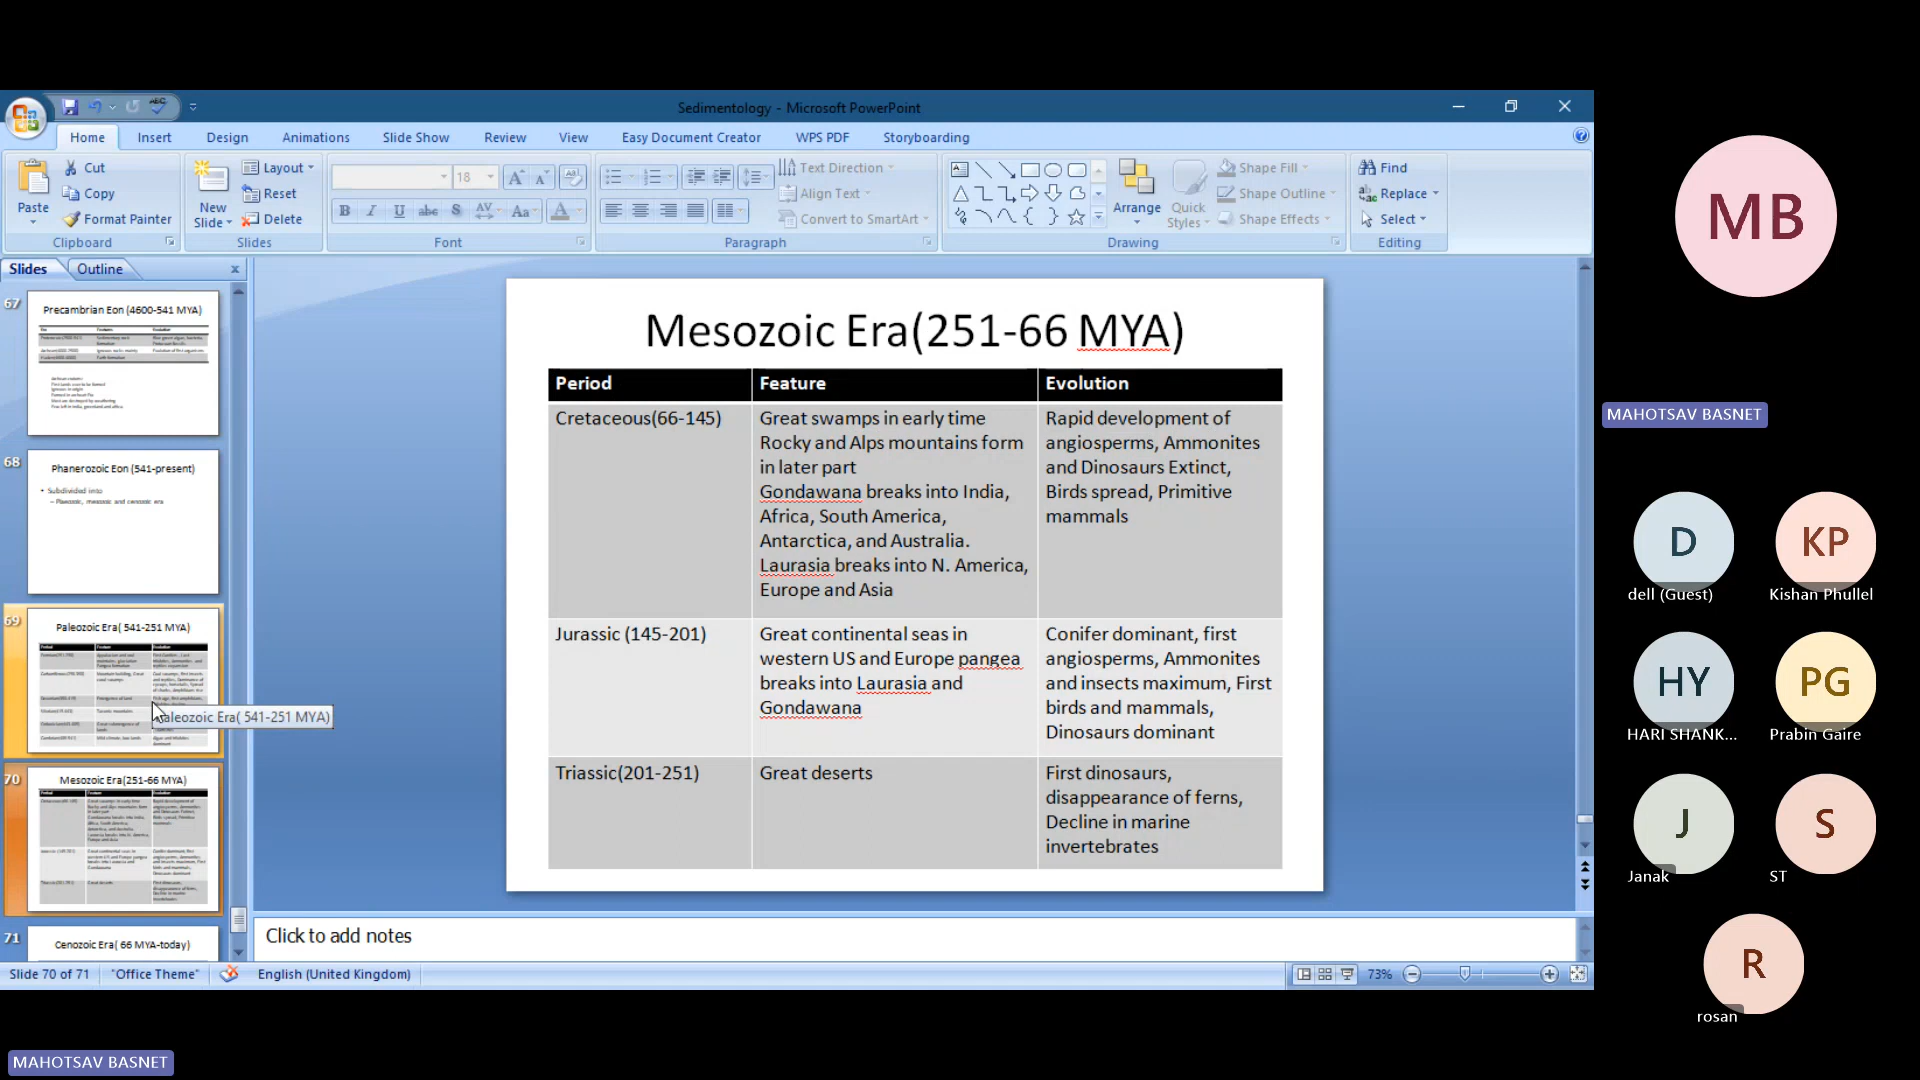 Sedimentology - Microsoft PowerPoint
Home Insert Design Animations Slide Show Review View Easy Document Creator WPS PDF Storyboarding
Paste
Cut
Copy
Format Painter
Clipboard
New
Slide
Layout
Reset
Delete
Slides
18
Font
Text Direction
Align Text
Convert to SmartArt
Paragraph
Arrange
Quick
Styles
Shape Fill
Shape Outline
Shape Effects
Drawing
Find
Replace
Select
Editing
Slides Outline
67
Precambrian Eon (4600-541 MYA)
68
Phanerozoic Eon (541-present)
• Subdivided into
69
Paleozoic Era( 541-251 MYA)
Paleozoic Era( 541-251 MYA)
70
Mesozoic Era(251-66 MYA)
71
Cenozoic Era( 66 MYA-today)
Mesozoic Era(251-66 MYA)
Period Feature Evolution
Cretaceous(66-145)
Great swamps in early time
Rocky and Alps mountains form
in later part
Gondawana breaks into India,
Africa, South America,
Antarctica, and Australia.
Laurasia breaks into N. America,
Europe and Asia
Rapid development of
angiosperms, Ammonites
and Dinosaurs Extinct,
Birds spread, Primitive
mammals
Jurassic (145-201)
Great continental seas in
western US and Europe pangea
breaks into Laurasia and
Gondawana
Conifer dominant, first
angiosperms, Ammonites
and insects maximum, First
birds and mammals,
Dinosaurs dominant
Triassic(201-251)
Great deserts
First dinosaurs,
disappearance of ferns,
Decline in marine
invertebrates
Click to add notes
Slide 70 of 71 "Office Theme" English (United Kingdom) 73%
MAHOTSAV BASNET
MB
MAHOTSAV BASNET
D
dell (Guest)
KP
Kishan Phullel
HY
HARI SHANK...
PG
Prabin Gaire
J
Janak
S
ST
R
rosan